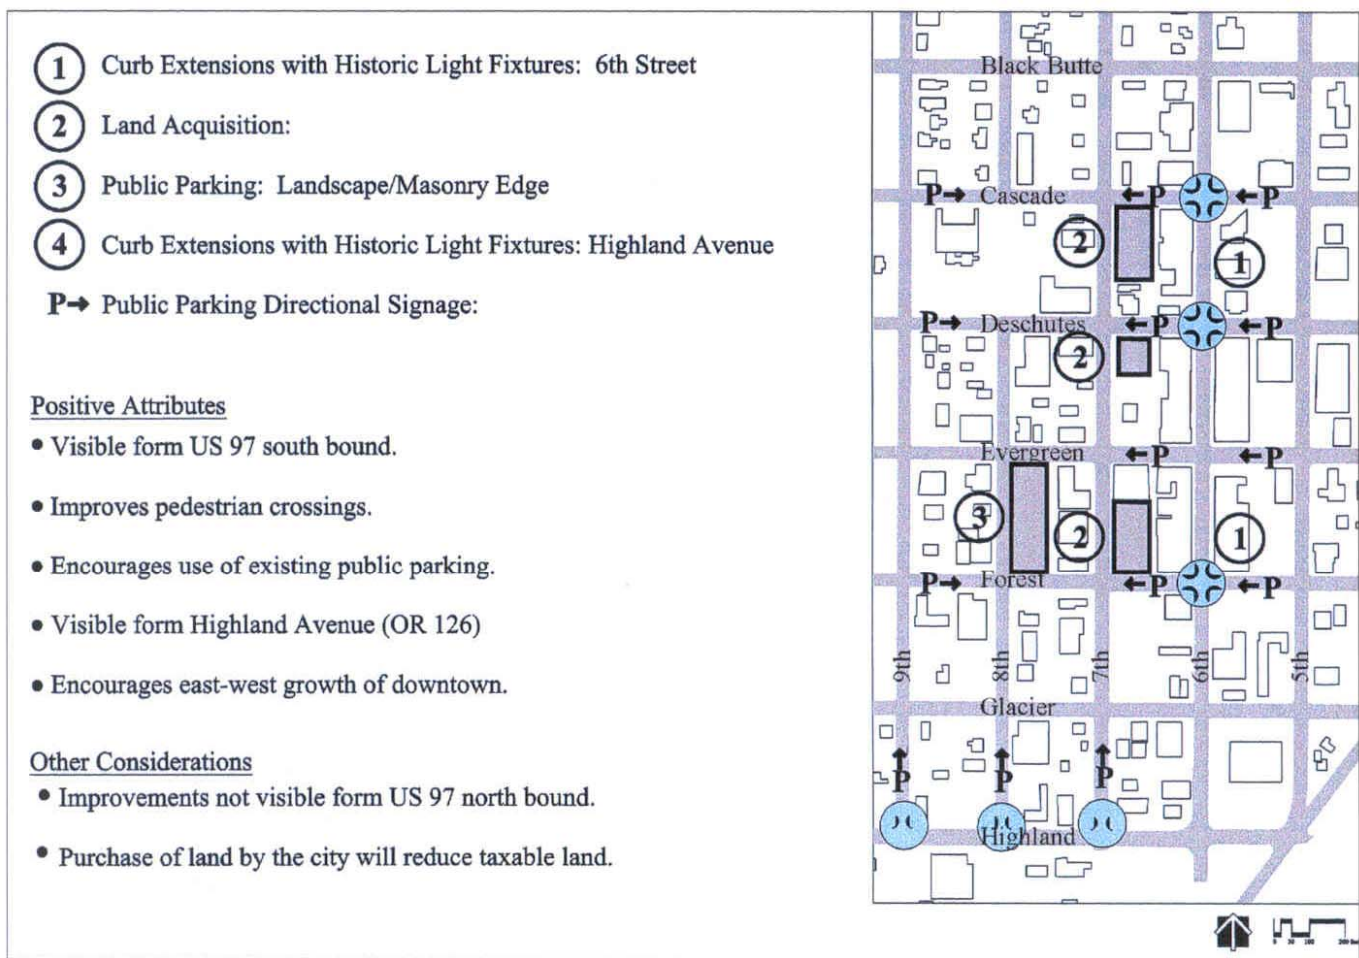 1 Curb Extensions with Historic Light Fixtures: 6th Street
2 Land Acquisition:
3 Public Parking: Landscape/Masonry Edge
4 Curb Extensions with Historic Light Fixtures: Highland Avenue
P→ Public Parking Directional Signage:
Positive Attributes
• Visible form US 97 south bound.
• Improves pedestrian crossings.
• Encourages use of existing public parking.
• Visible form Highland Avenue (OR 126)
• Encourages east-west growth of downtown.
Other Considerations
• Improvements not visible form US 97 north bound.
• Purchase of land by the city will reduce taxable land.
Black Butte
P→ Cascade ←P ←P
2 1
P→ Deschutes ←P ←P
2
Evergreen ←P ←P
3 2 1
P→ Forest ←P ←P
9th 8th 7th 6th 5th
Glacier
P P P
Highland
0 50 100